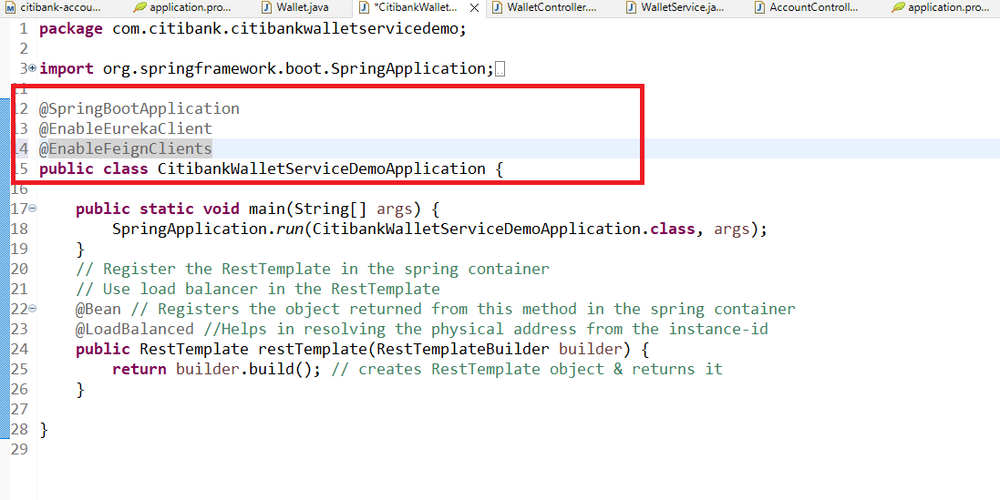 citibank-accou...
application.pro...
Wallet.java
*CitibankWallet...
WalletController....
WalletService.ja...
AccountControll...
application.pro...
1 package com.citibank.citibankwalletservicedemo;
2
3 import org.springframework.boot.SpringApplication;
11
12 @SpringBootApplication
13 @EnableEurekaClient
14 @EnableFeignClients
15 public class CitibankWalletServiceDemoApplication {
16
17 public static void main(String[] args) {
18 SpringApplication.run(CitibankWalletServiceDemoApplication.class, args);
19 }
20 // Register the RestTemplate in the spring container
21 // Use load balancer in the RestTemplate
22 @Bean // Registers the object returned from this method in the spring container
23 @LoadBalanced //Helps in resolving the physical address from the instance-id
24 public RestTemplate restTemplate(RestTemplateBuilder builder) {
25 return builder.build(); // creates RestTemplate object & returns it
26 }
27
28 }
29